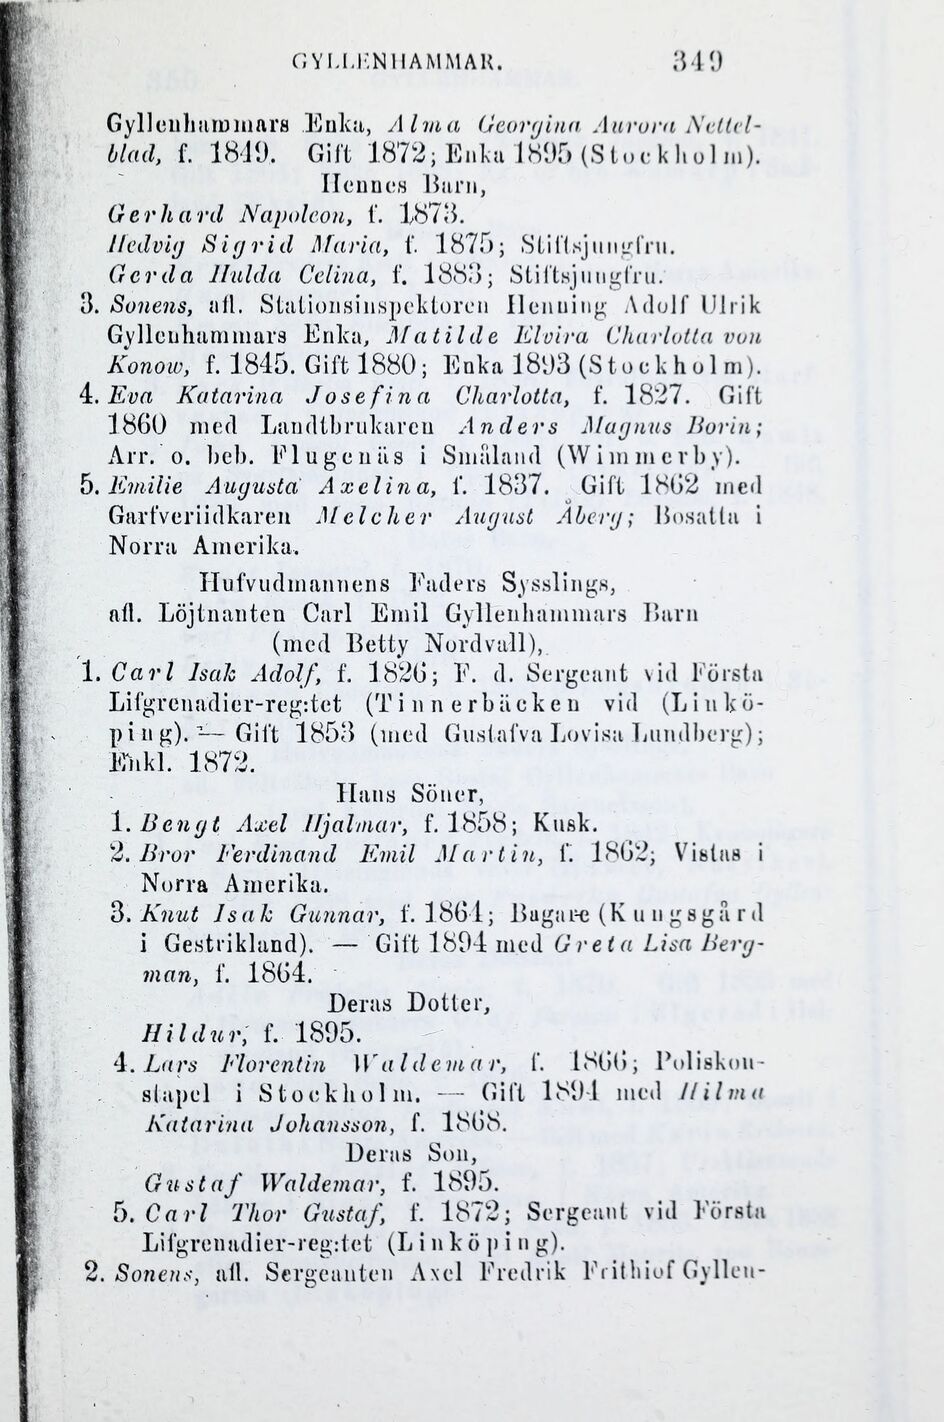 GYLLENHAMMAR. 349
Gyllenhammars Enka, Alma Georgina Aurora Nettel-
blad, f. 1849. Gift 1872; Enka 1895 (Stockholm).
Hennes Barn,
Gerhard Napoleon, f. 1873.
Hedvig Sigrid Maria, f. 1875; Stiftsjungfru.
Gerda Hulda Celina, f. 1883; Stiftsjungfru.
3. Sonens, afl. Stationsinspektoren Henning Adolf Ulrik
Gyllenhammars Enka, Matilde Elvira Charlotta von
Konow, f. 1845. Gift 1880; Enka 1893 (Stockholm).
4. Eva Katarina Josefina Charlotta, f. 1827. Gift
1860 med Landtbrukaren Anders Magnus Borin;
Arr. o. beb. Flugenäs i Småland (Wimmerby).
5. Emilie Augusta Axelina, f. 1837. Gift 1862 med
Garfveriidkaren Melcher August Åberg; Bosatta i
Norra Amerika.
Hufvudmannens Faders Sysslings,
afl. Löjtnanten Carl Emil Gyllenhammars Barn
(med Betty Nordvall),
1. Carl Isak Adolf, f. 1826; F. d. Sergeant vid Första
Lifgrenadier-reg:tet (Tinnerbäcken vid (Linkö-
ping). — Gift 1853 (med Gustafva Lovisa Lundberg);
Enkl. 1872.
Hans Söner,
1. Bengt Axel Hjalmar, f. 1858; Kusk.
2. Bror Ferdinand Emil Martin, f. 1862; Vistas i
Norra Amerika.
3. Knut Isak Gunnar, f. 1864; Bagare (Kungsgård
i Gestrikland). — Gift 1894 med Greta Lisa Berg-
man, f. 1864.
Deras Dotter,
Hildur, f. 1895.
4. Lars Florentin Waldemar, f. 1866; Poliskon-
stapel i Stockholm. — Gift 1894 med Hilma
Katarina Johansson, f. 1868.
Deras Son,
Gustaf Waldemar, f. 1895.
5. Carl Thor Gustaf, f. 1872; Sergeant vid Första
Lifgrenadier-reg:tet (Linköping).
2. Sonens, afl. Sergeanten Axel Fredrik Frithiof Gyllen-